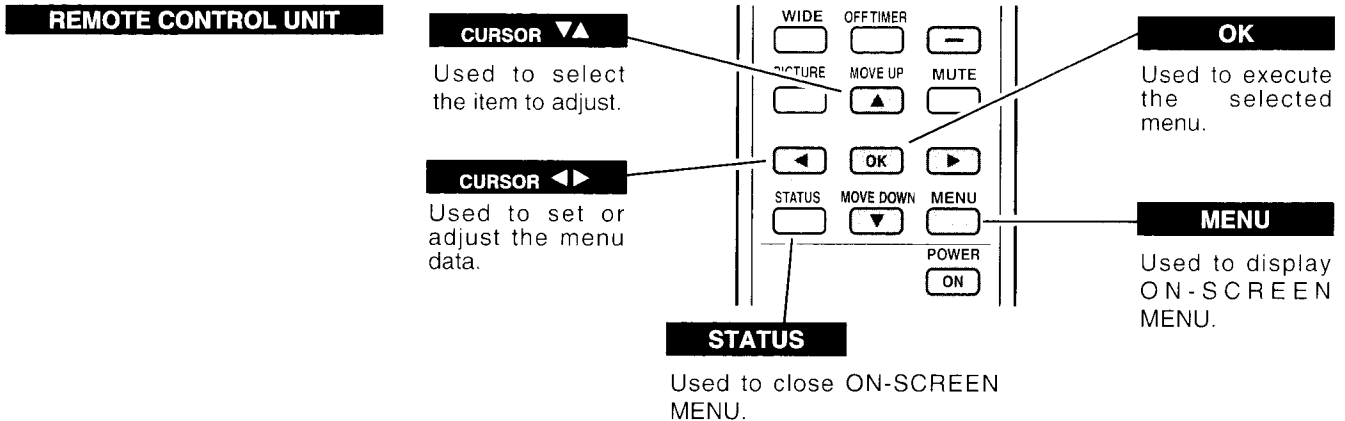 REMOTE CONTROL UNIT
CURSOR ▼▲
Used to select
the item to adjust.
CURSOR ◀▶
Used to set or
adjust the menu
data.
WIDE OFF TIMER
–
PICTURE MOVE UP MUTE
▲
◀ OK ▶
STATUS MOVE DOWN MENU
▼
POWER
ON
OK
Used to execute
the selected
menu.
MENU
Used to display
ON-SCREEN
MENU.
STATUS
Used to close ON-SCREEN
MENU.